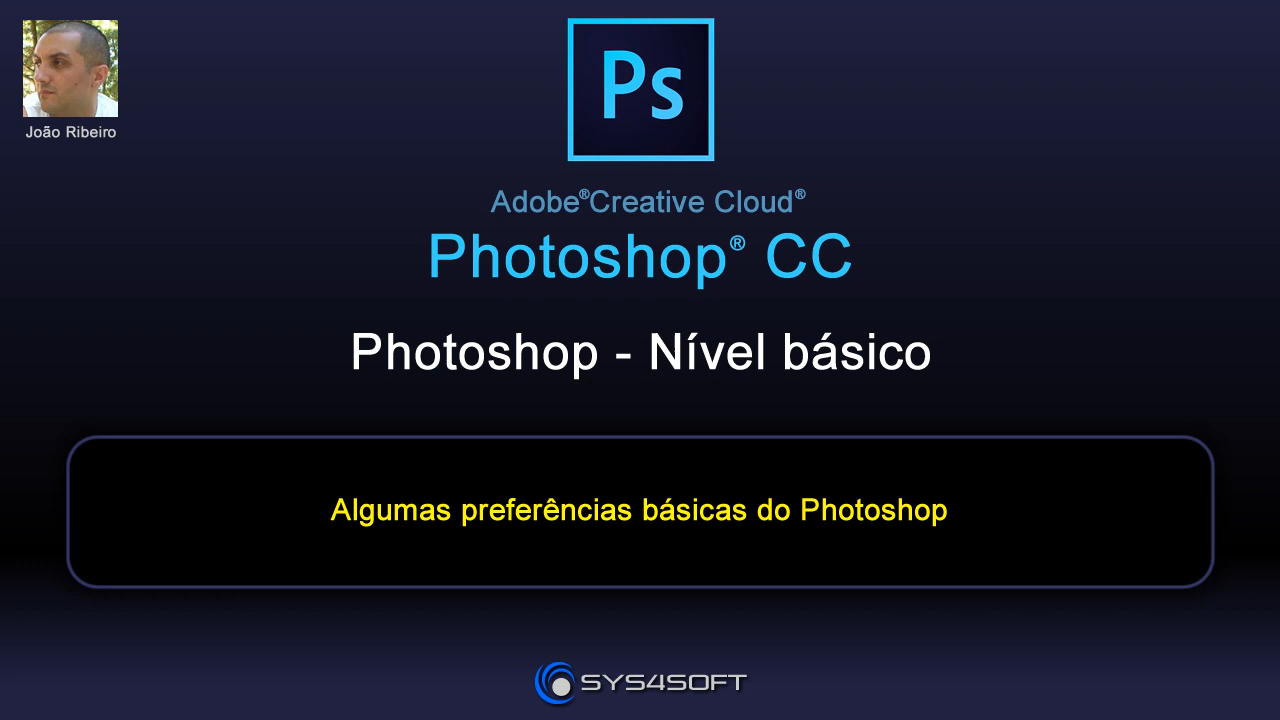 João Ribeiro
Ps
Adobe®Creative Cloud®
Photoshop® CC
Photoshop - Nível básico
Algumas preferências básicas do Photoshop
SYS4SOFT